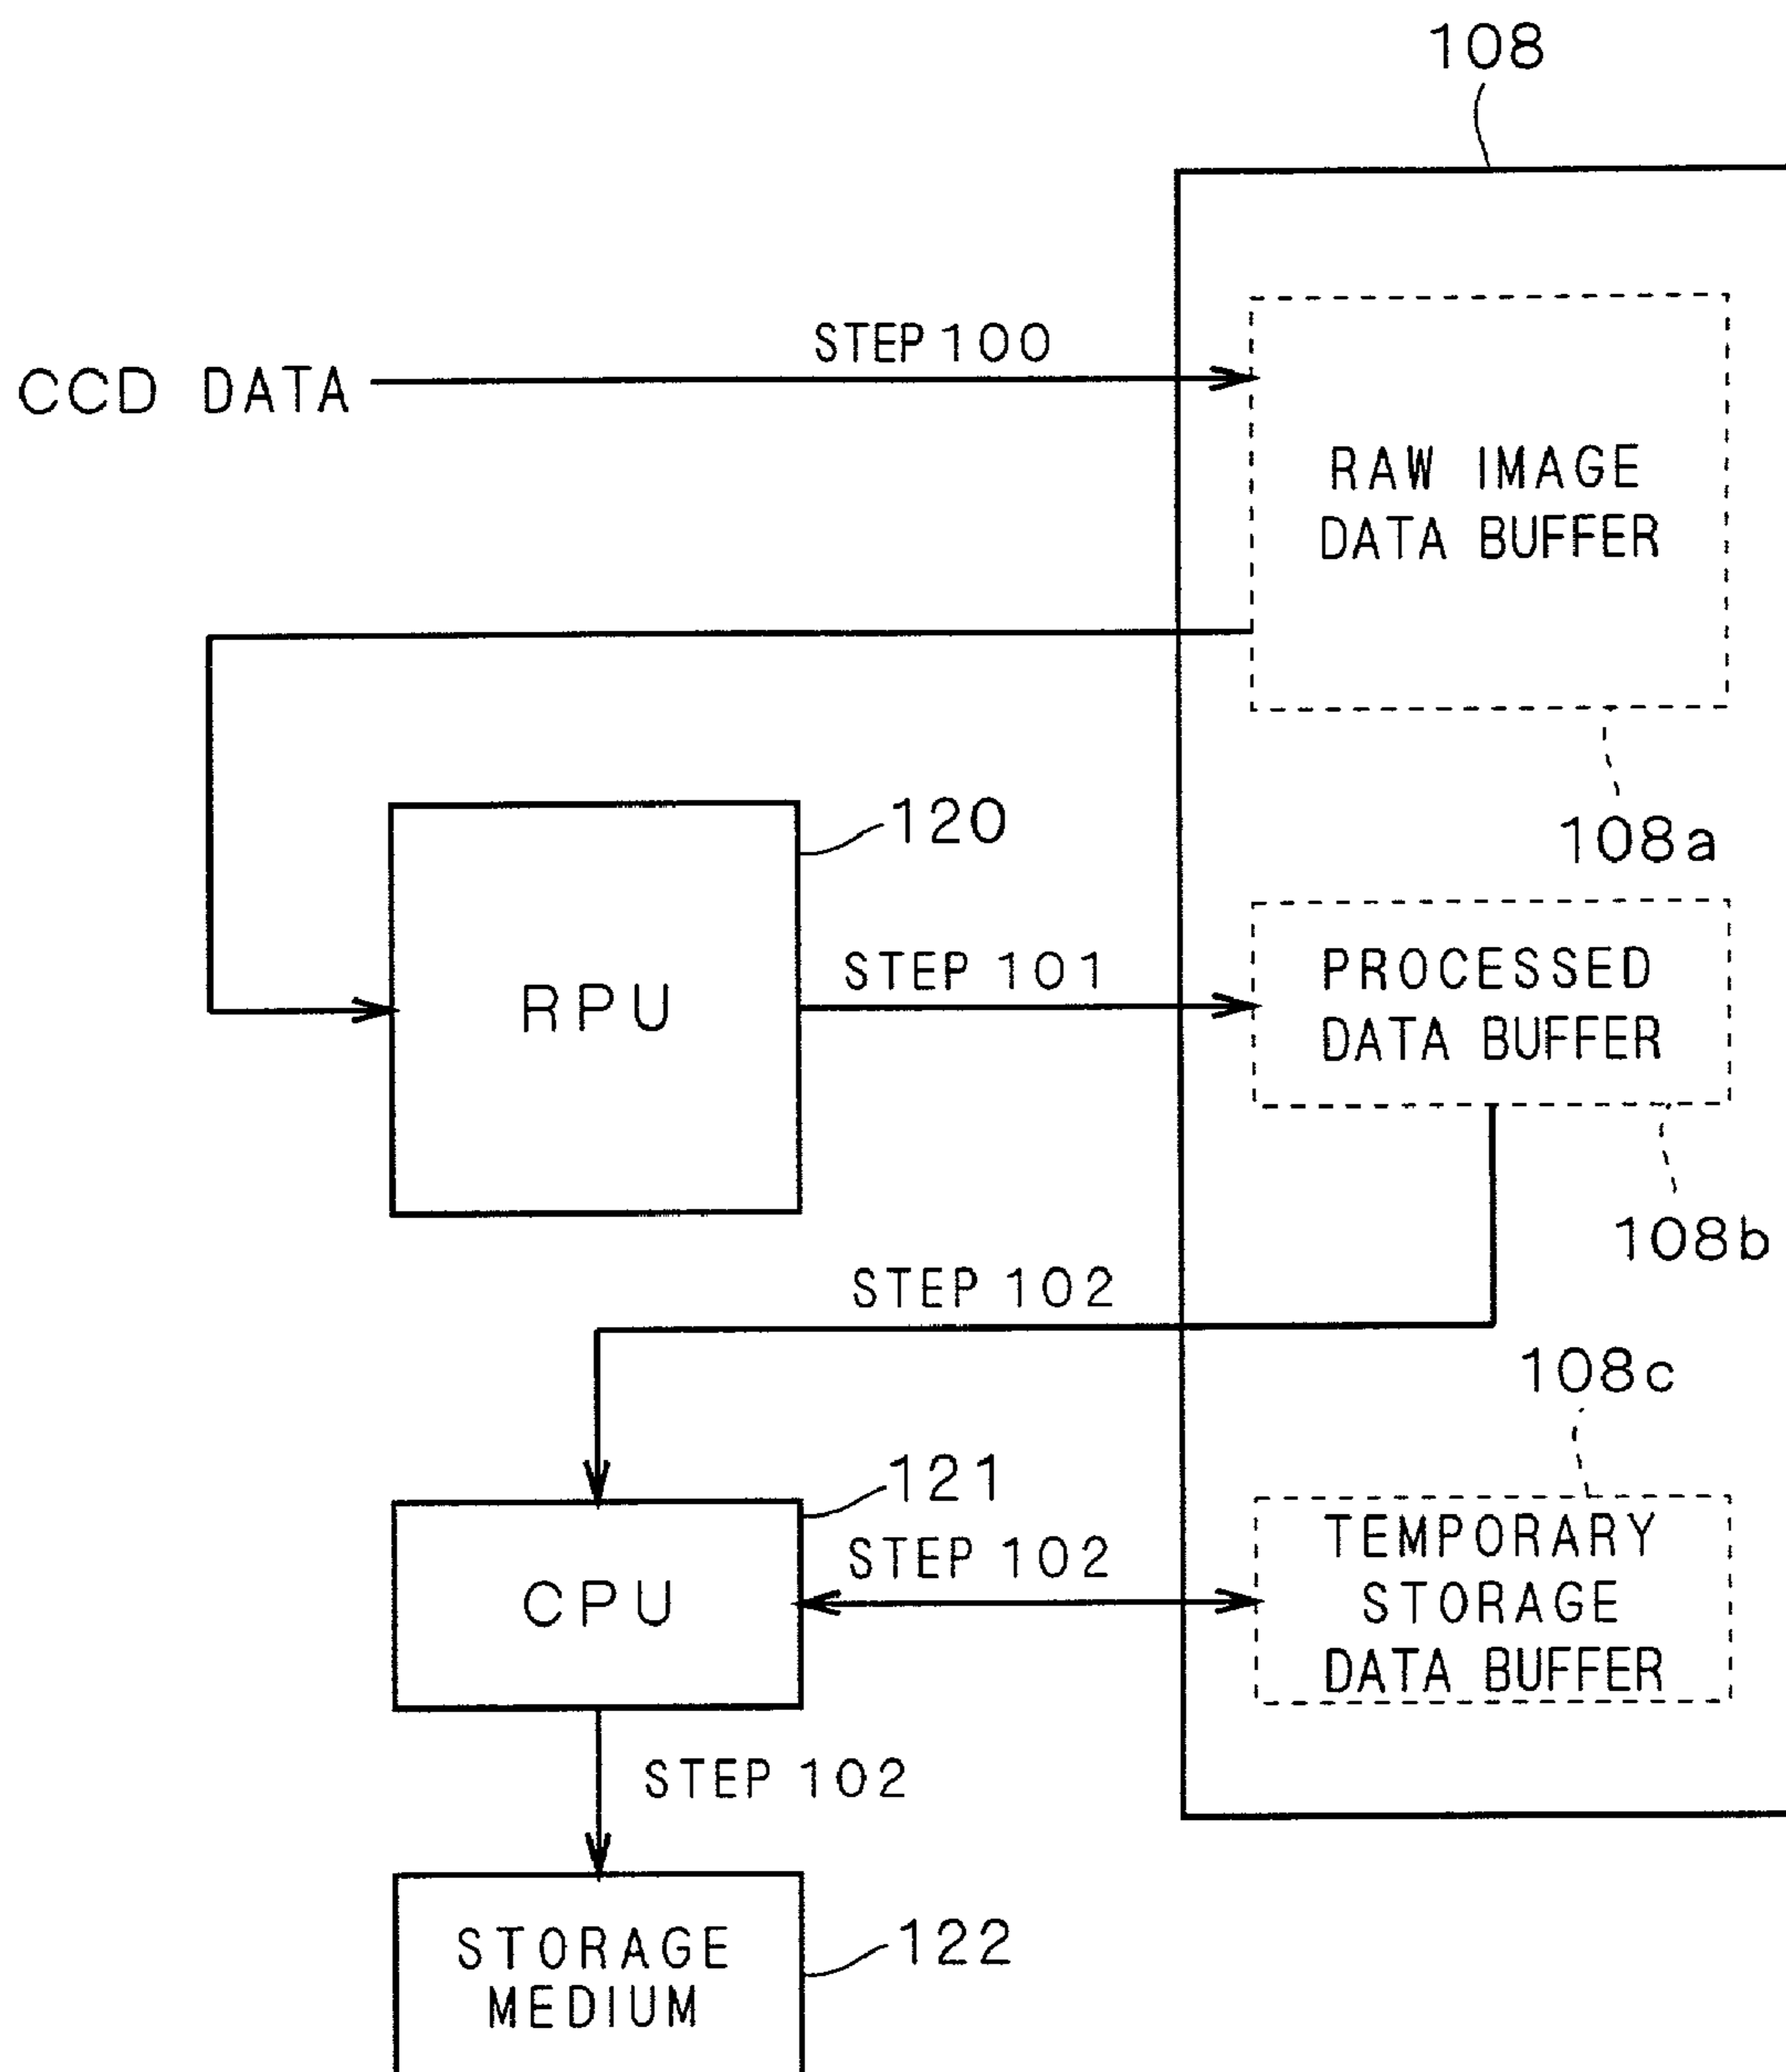 108
STEP 100
CCD DATA
RAW IMAGE
DATA BUFFER
108a
120
RPU
STEP 101
PROCESSED
DATA BUFFER
108b
STEP 102
108c
121
CPU
STEP 102
TEMPORARY
STORAGE
DATA BUFFER
STEP 102
122
STORAGE
MEDIUM